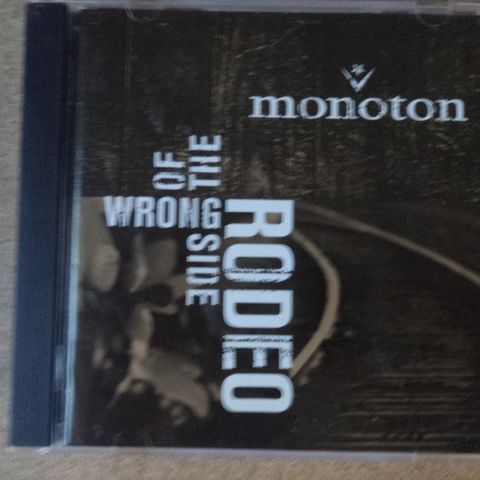 monoton
WRONG
SIDE
OF
THE
RODEO